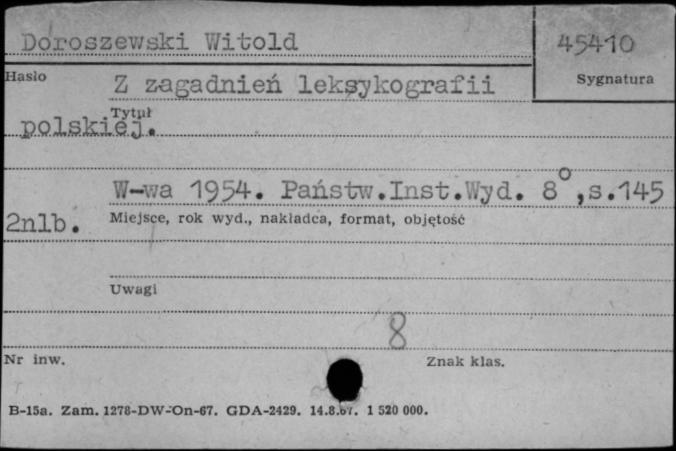 Doroszewski Witold
45410
Hasło
Z zagadnień leksykografii
Sygnatura
Tytuł
polskiej.
W-wa 1954. Państw.Inst.Wyd. 8°,s.145
2nlb.
Miejsce, rok wyd., nakładca, format, objętość
Uwagi
8
Nr inw.
Znak klas.
B-15a. Zam. 1278-DW-On-67. GDA-2429. 14.8.67. 1 520 000.